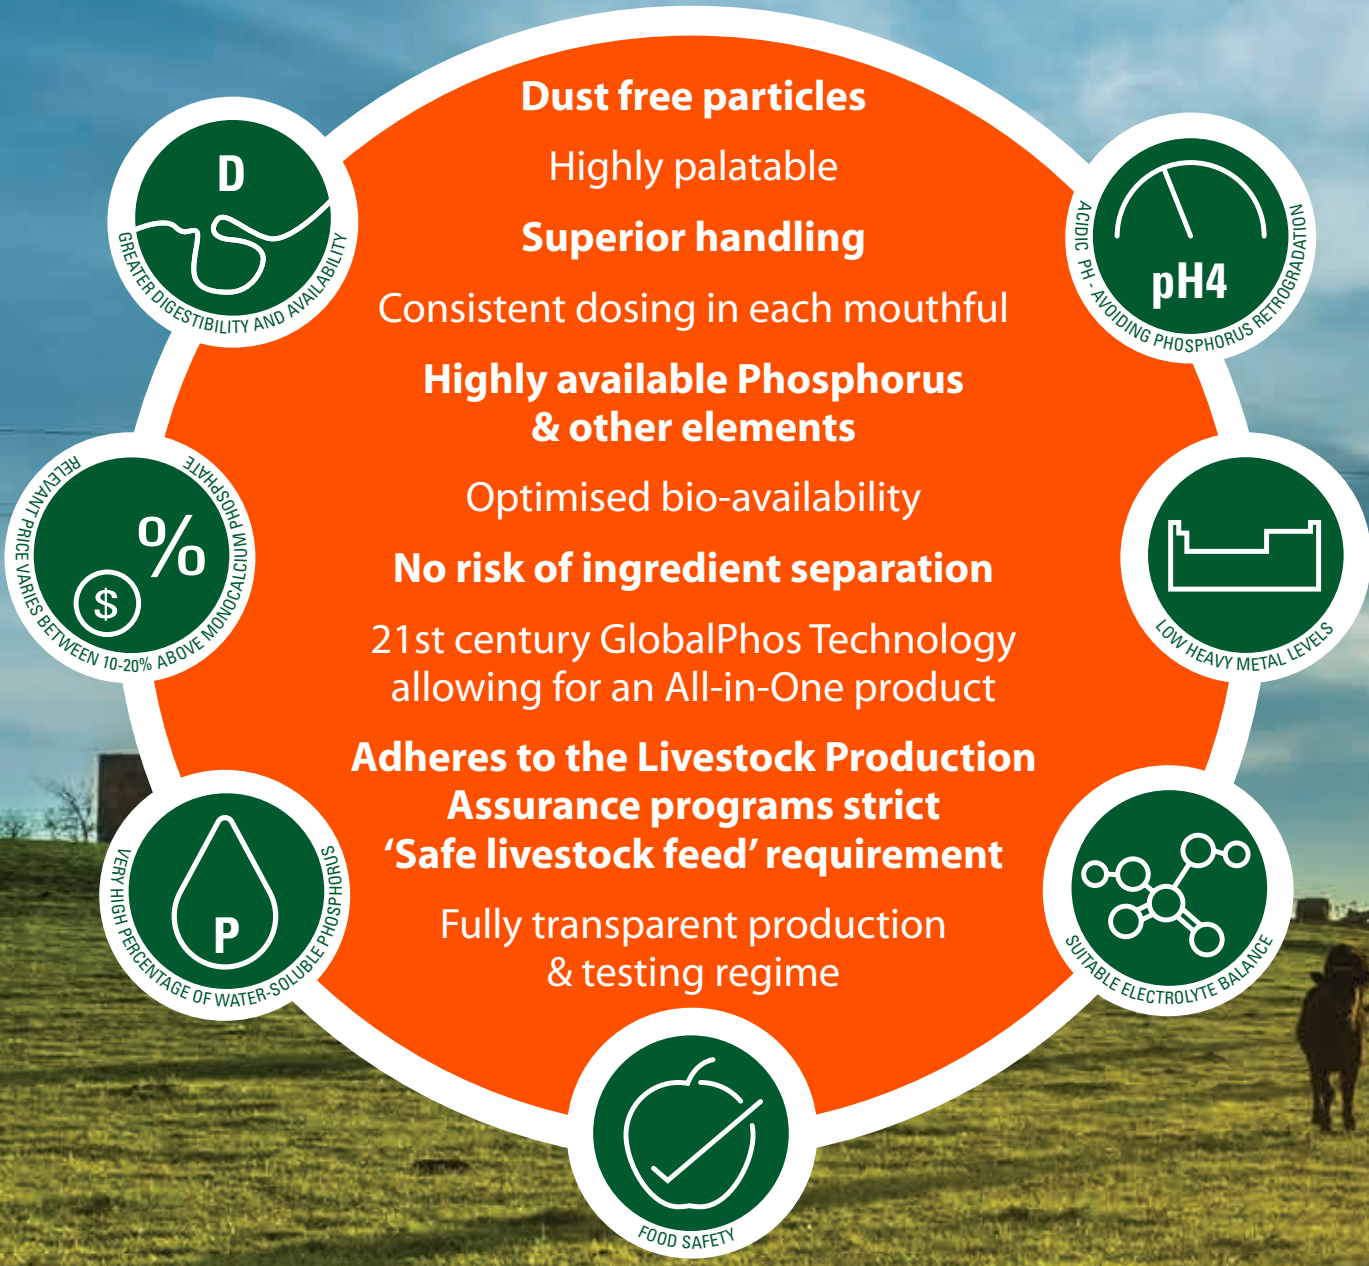 Dust free particles
Highly palatable
Superior handling
Consistent dosing in each mouthful
Highly available Phosphorus
& other elements
Optimised bio-availability
No risk of ingredient separation
21st century GlobalPhos Technology
allowing for an All-in-One product
Adheres to the Livestock Production
Assurance programs strict
‘Safe livestock feed’ requirement
Fully transparent production
& testing regime
D
GREATER DIGESTIBILITY AND AVAILABILITY
pH4
ACIDIC PH - AVOIDING PHOSPHORUS RETROGRADATION
%
$
RELEVANT PRICE VARIES BETWEEN 10-20% ABOVE MONOCALCIUM PHOSPHATE
LOW HEAVY METAL LEVELS
P
VERY HIGH PERCENTAGE OF WATER-SOLUBLE PHOSPHORUS
SUITABLE ELECTROLYTE BALANCE
FOOD SAFETY